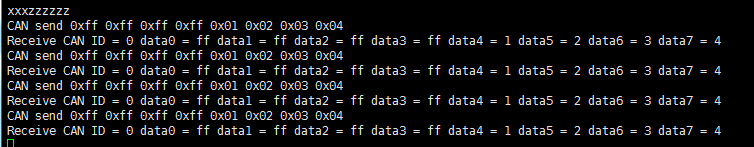 xxxzzzzzz
CAN send 0xff 0xff 0xff 0xff 0x01 0x02 0x03 0x04
Receive CAN ID = 0 data0 = ff data1 = ff data2 = ff data3 = ff data4 = 1 data5 = 2 data6 = 3 data7 = 4
CAN send 0xff 0xff 0xff 0xff 0x01 0x02 0x03 0x04
Receive CAN ID = 0 data0 = ff data1 = ff data2 = ff data3 = ff data4 = 1 data5 = 2 data6 = 3 data7 = 4
CAN send 0xff 0xff 0xff 0xff 0x01 0x02 0x03 0x04
Receive CAN ID = 0 data0 = ff data1 = ff data2 = ff data3 = ff data4 = 1 data5 = 2 data6 = 3 data7 = 4
CAN send 0xff 0xff 0xff 0xff 0x01 0x02 0x03 0x04
Receive CAN ID = 0 data0 = ff data1 = ff data2 = ff data3 = ff data4 = 1 data5 = 2 data6 = 3 data7 = 4